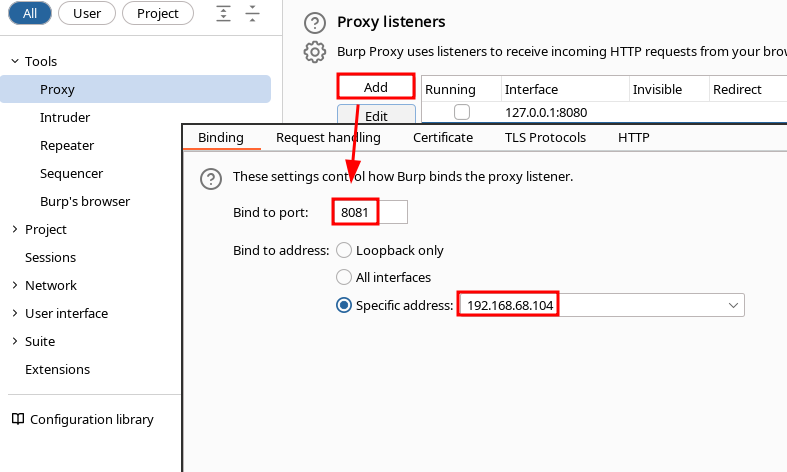 All User Project
Tools
Proxy
Intruder
Repeater
Sequencer
Burp's browser
Project
Sessions
Network
User interface
Suite
Extensions
Configuration library
Proxy listeners
Burp Proxy uses listeners to receive incoming HTTP requests from your
Add
Edit
Running Interface Invisible Redirect
127.0.0.1:8080
Binding Request handling Certificate TLS Protocols HTTP
These settings control how Burp binds the proxy listener.
Bind to port: 8081
Bind to address: Loopback only
All interfaces
Specific address: 192.168.68.104